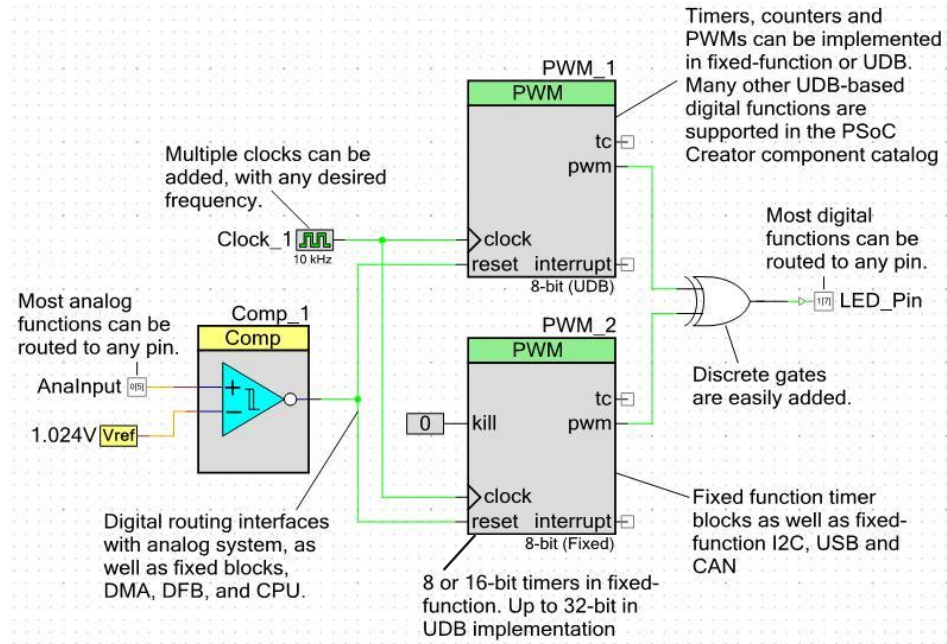 Timers, counters and
PWMs can be implemented
in fixed-function or UDB.
Many other UDB-based
digital functions are
supported in the PSoC
Creator component catalog
PWM_1
PWM
tc
pwm
clock
reset interrupt
8-bit (UDB)
Multiple clocks can be
added, with any desired
frequency.
Clock_1
10 kHz
Most digital
functions can be
routed to any pin.
1[7] LED_Pin
Most analog
functions can be
routed to any pin.
Comp_1
Comp
AnaInput 0[5]
1.024V Vref
+
−
PWM_2
PWM
tc
0 kill pwm
clock
reset interrupt
8-bit (Fixed)
Discrete gates
are easily added.
Digital routing interfaces
with analog system, as
well as fixed blocks,
DMA, DFB, and CPU.
8 or 16-bit timers in fixed-
function. Up to 32-bit in
UDB implementation
Fixed function timer
blocks as well as fixed-
function I2C, USB and
CAN